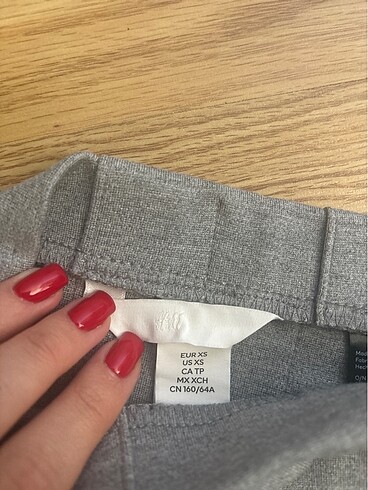 H&M
EUR XS
US XS
CA TP
MX XCH
CN 160/64A